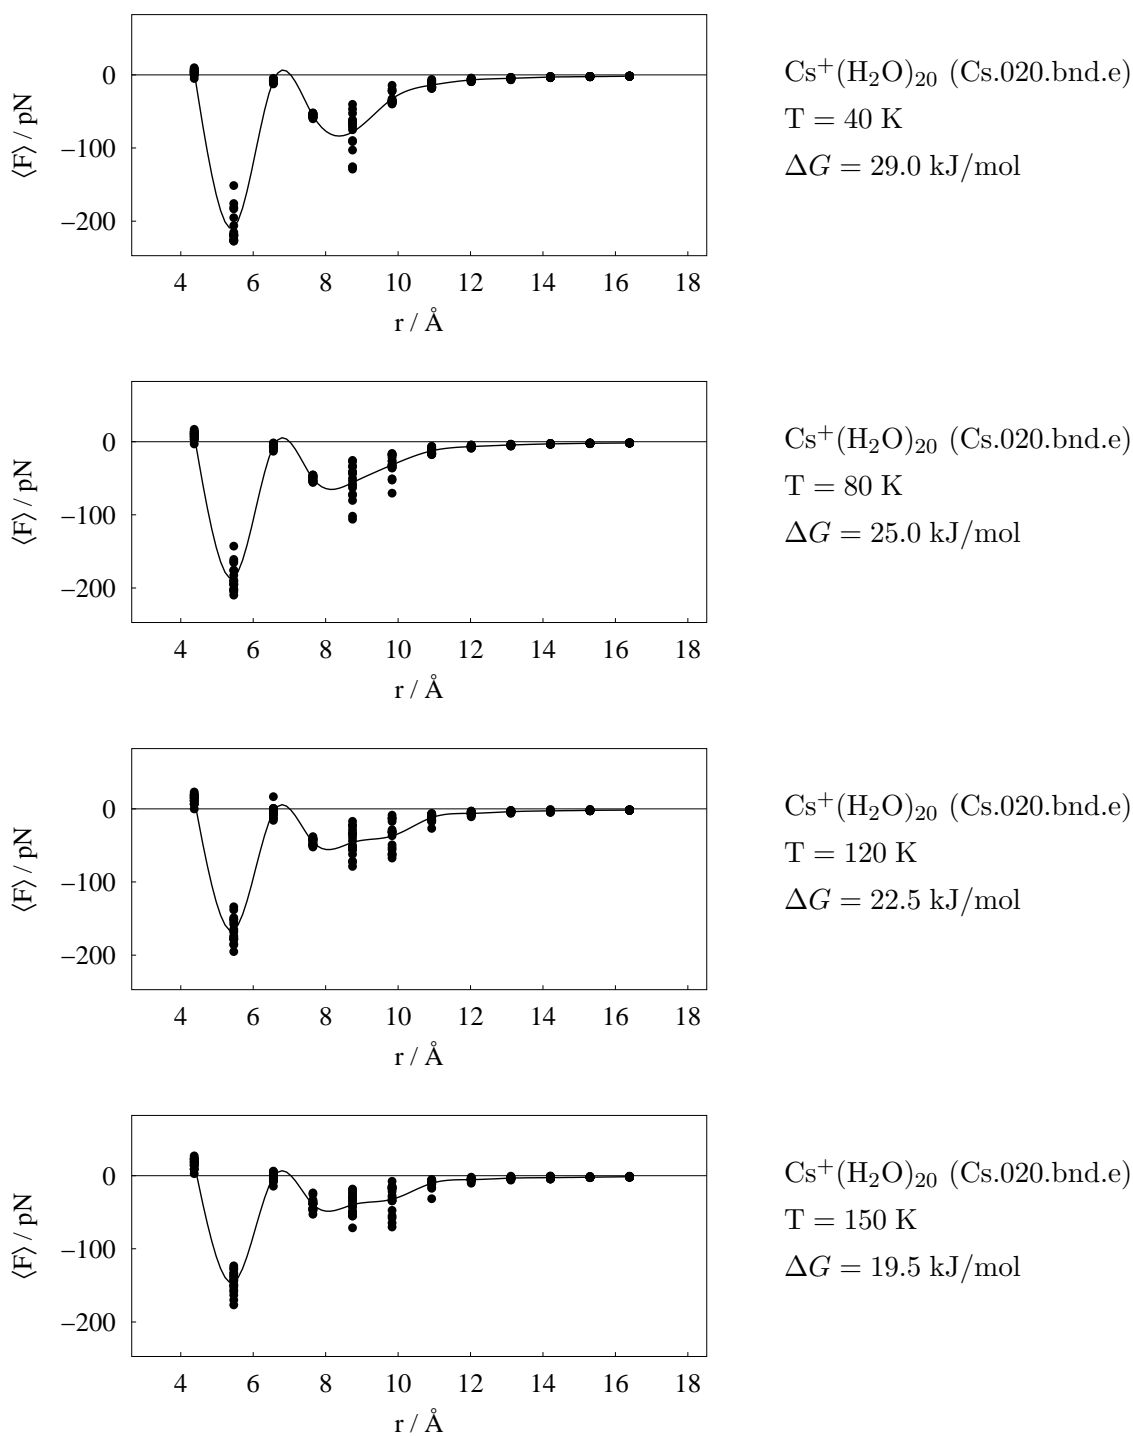 0
−100
−200
4 6 8 10 12 14 16 18
r / Å
⟨F⟩ / pN
Cs⁺(H₂O)₂₀ (Cs.020.bnd.e)
T = 40 K
ΔG = 29.0 kJ/mol
0
−100
−200
4 6 8 10 12 14 16 18
r / Å
⟨F⟩ / pN
Cs⁺(H₂O)₂₀ (Cs.020.bnd.e)
T = 80 K
ΔG = 25.0 kJ/mol
0
−100
−200
4 6 8 10 12 14 16 18
r / Å
⟨F⟩ / pN
Cs⁺(H₂O)₂₀ (Cs.020.bnd.e)
T = 120 K
ΔG = 22.5 kJ/mol
0
−100
−200
4 6 8 10 12 14 16 18
r / Å
⟨F⟩ / pN
Cs⁺(H₂O)₂₀ (Cs.020.bnd.e)
T = 150 K
ΔG = 19.5 kJ/mol